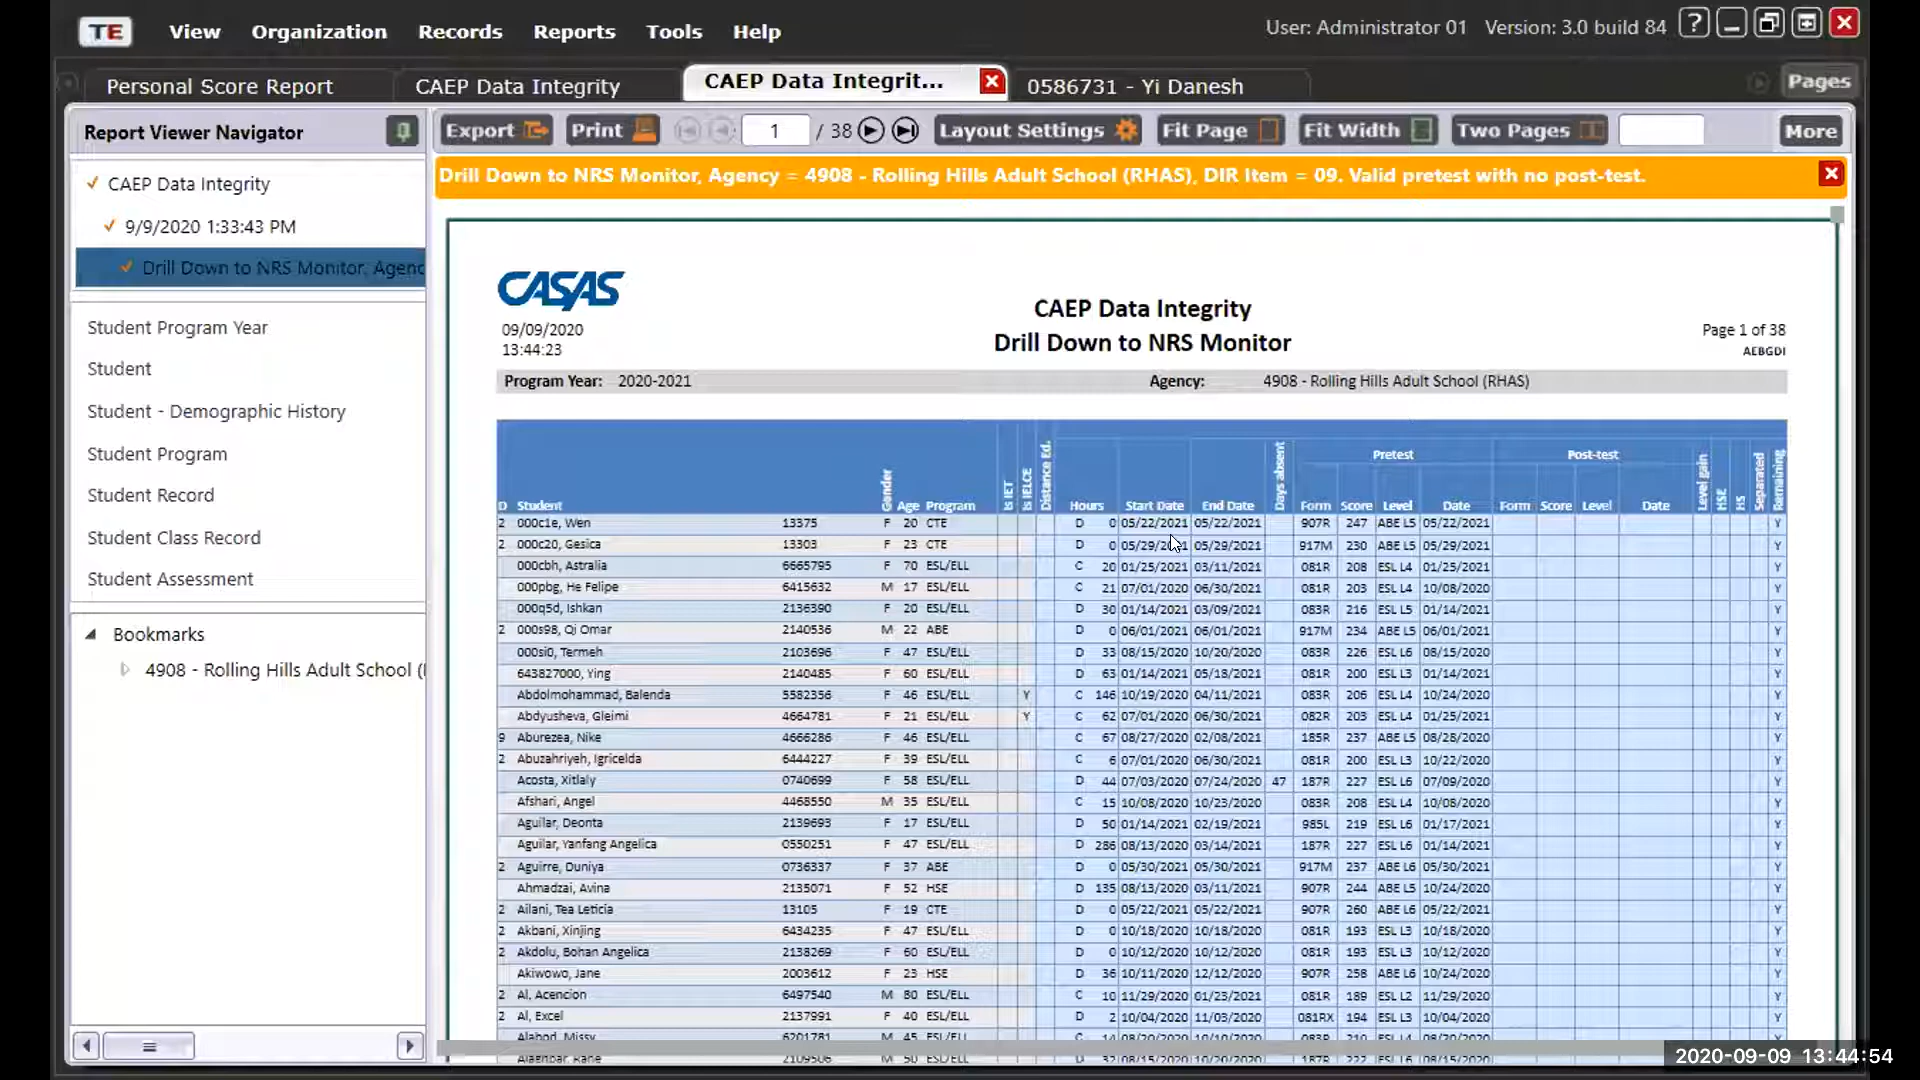 TE View Organization Records Reports Tools Help User: Administrator 01 Version: 3.0 build 84 ?
Personal Score Report CAEP Data Integrity CAEP Data Integrit... 0586731 - Yi Danesh Pages
Report Viewer Navigator Export Print 1 / 38 Layout Settings Fit Page Fit Width Two Pages More
Drill Down to NRS Monitor, Agency = 4908 - Rolling Hills Adult School (RHAS), DIR Item = 09. Valid pretest with no post-test.
CAEP Data Integrity
9/9/2020 1:33:43 PM
Drill Down to NRS Monitor, Agenc
Student Program Year
Student
Student - Demographic History
Student Program
Student Record
Student Class Record
Student Assessment
Bookmarks
4908 - Rolling Hills Adult School (
CASAS
09/09/2020
13:44:23
CAEP Data Integrity
Drill Down to NRS Monitor
Page 1 of 38
AEBGDI
Program Year: 2020-2021 Agency: 4908 - Rolling Hills Adult School (RHAS)
Pretest Post-test
D Student Gender Age Program Is IET Is IELCE Distance Ed. Hours Start Date End Date Days absent Form Score Level Date Form Score Level Date Level gain HSE HS Separated Remaining
2 000c1e, Wen 13375 F 20 CTE D 0 05/22/2021 05/22/2021 907R 247 ABE L5 05/22/2021 Y
2 000c20, Gesica 13303 F 23 CTE D 0 05/29/2021 05/29/2021 917M 230 ABE L5 05/29/2021 Y
000cbh, Astralia 6665795 F 70 ESL/ELL C 20 01/25/2021 03/11/2021 081R 208 ESL L4 01/25/2021 Y
000pbg, He Felipe 6415632 M 17 ESL/ELL C 21 07/01/2020 06/30/2021 081R 203 ESL L4 10/08/2020 Y
000q5d, Ishkan 2136390 F 20 ESL/ELL D 30 01/14/2021 03/09/2021 083R 216 ESL L5 01/14/2021 Y
2 000s98, Qi Omar 2140536 M 22 ABE D 0 06/01/2021 06/01/2021 917M 234 ABE L5 06/01/2021 Y
000si0, Termeh 2103696 F 47 ESL/ELL D 33 08/15/2020 10/20/2020 083R 226 ESL L6 08/15/2020 Y
643827000, Ying 2140485 F 60 ESL/ELL D 63 01/14/2021 05/18/2021 081R 200 ESL L3 01/14/2021 Y
Abdolmohammad, Balenda 5582356 F 46 ESL/ELL Y C 146 10/19/2020 04/11/2021 083R 206 ESL L4 10/24/2020 Y
Abdyusheva, Gleimi 4664781 F 21 ESL/ELL Y C 62 07/01/2020 06/30/2021 082R 203 ESL L4 01/25/2021 Y
9 Aburezea, Nike 4666286 F 46 ESL/ELL C 67 08/27/2020 02/08/2021 185R 237 ABE L5 08/28/2020 Y
2 Abuzahriyeh, Igricelda 6444227 F 39 ESL/ELL C 6 07/01/2020 06/30/2021 081R 200 ESL L3 10/22/2020 Y
Acosta, Xitlaly 0740699 F 58 ESL/ELL D 44 07/03/2020 07/24/2020 47 187R 227 ESL L6 07/09/2020 Y
Afshari, Angel 4468550 M 35 ESL/ELL C 15 10/08/2020 10/23/2020 083R 208 ESL L4 10/08/2020 Y
Aguilar, Deonta 2139693 F 17 ESL/ELL D 50 01/14/2021 02/19/2021 985L 219 ESL L6 01/17/2021 Y
Aguilar, Yanfang Angelica 0550251 F 47 ESL/ELL D 286 08/13/2020 03/14/2021 187R 227 ESL L6 01/14/2021 Y
2 Aguirre, Duniya 0736337 F 37 ABE D 0 05/30/2021 05/30/2021 917M 237 ABE L6 05/30/2021 Y
Ahmadzai, Avina 2135071 F 52 HSE D 135 08/13/2020 03/11/2021 907R 244 ABE L5 10/24/2020 Y
2 Ailani, Tea Leticia 13105 F 19 CTE D 0 05/22/2021 05/22/2021 907R 260 ABE L6 05/22/2021 Y
2 Akbani, Xinjing 6434235 F 47 ESL/ELL D 0 10/18/2020 10/18/2020 081R 193 ESL L3 10/18/2020 Y
2 Akdolu, Bohan Angelica 2138269 F 60 ESL/ELL D 0 10/12/2020 10/12/2020 081R 193 ESL L3 10/12/2020 Y
Akiwowo, Jane 2003612 F 23 HSE D 36 10/11/2020 12/12/2020 907R 258 ABE L6 10/24/2020 Y
2 Al, Acencion 6497540 M 80 ESL/ELL C 10 11/29/2020 01/23/2021 081R 189 ESL L2 11/29/2020 Y
2 Al, Excel 2137991 F 40 ESL/ELL D 2 10/04/2020 11/03/2020 081RX 194 ESL L3 10/04/2020 Y
Alahod, Missy 6201781 M 45 ESL/ELL C 14 08/20/2020 10/10/2020 083R 210 ESL L4 08/20/2020 Y
2020-09-09 13:44:54